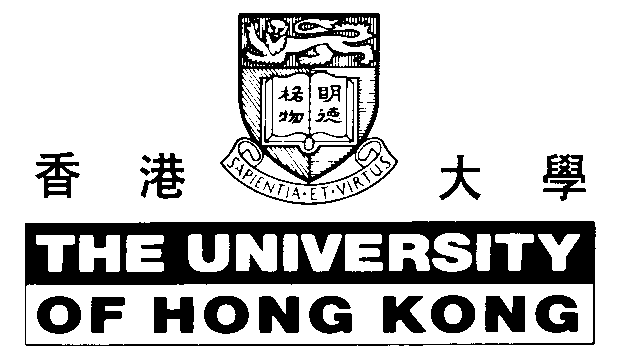 明德
格物
SAPIENTIA·ET·VIRTUS
香港大學
THE UNIVERSITY
OF HONG KONG